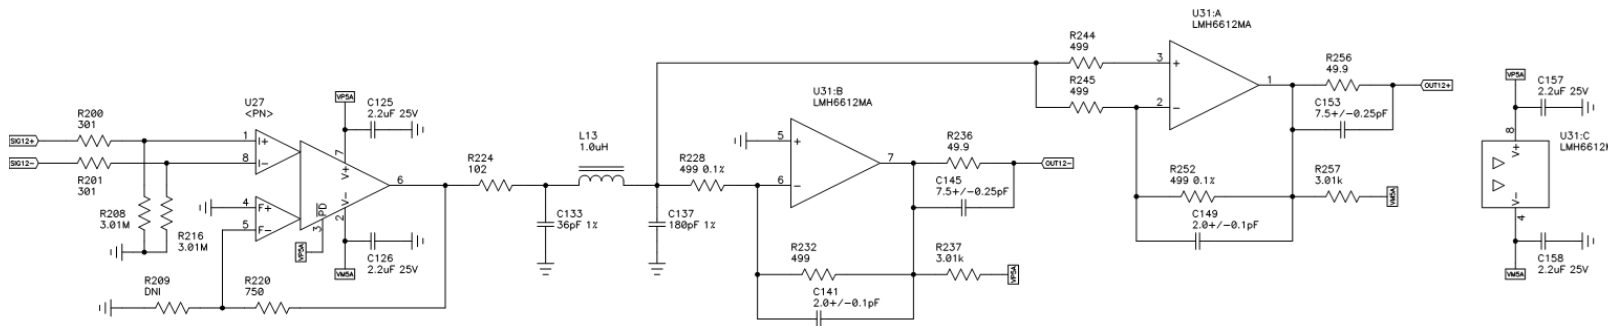 U31:A
LMH6612MA
R244
499
R256
49.9
3
+
1
OUT12+
R245
499
2
−
C153
7.5+/-0.25pF
VP5A
C157
2.2uF 25V
8
V+
U31:C
LMH6612
V-
4
C158
2.2uF 25V
VM5A
U31:B
LMH6612MA
5
+
7
R236
49.9
OUT12-
6
−
C145
7.5+/-0.25pF
R252
499 0.1%
R257
3.01k
VM5A
C149
2.0+/-0.1pF
R232
499
R237
3.01k
VP5A
C141
2.0+/-0.1pF
U27
<PN>
VP5A
C125
2.2uF 25V
R200
301
SIG12+
1
I+
7
V+
SIG12-
8
I-
R201
301
6
R224
102
L13
1.0uH
R228
499 0.1%
4
F+
5
F-
PD
3
V-
2
R208
3.01M
R216
3.01M
VP5A
C126
2.2uF 25V
VM5A
C133
36pF 1%
C137
180pF 1%
R209
DNI
R220
750